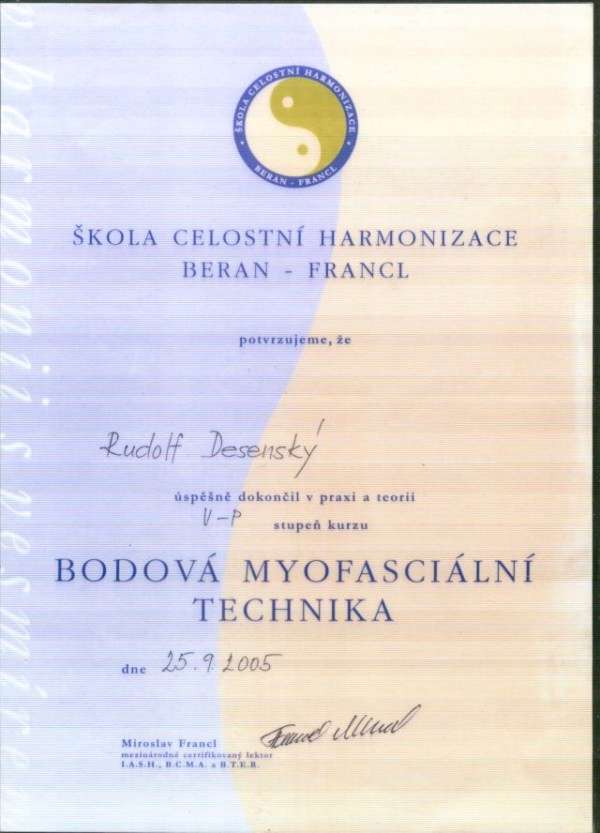 ŠKOLA CELOSTNÍ HARMONIZACE
BERAN - FRANCL
ŠKOLA CELOSTNÍ HARMONIZACE
BERAN - FRANCL
potvrzujeme, že
Rudolf Desenský
úspěšně dokončil v praxi a teorii
V-P stupeň kurzu
BODOVÁ MYOFASCIÁLNÍ
TECHNIKA
dne 25.9.2005
Miroslav Francl
mezinárodně certifikovaný lektor
I.A.S.H., B.C.M.A. a B.T.E.R.